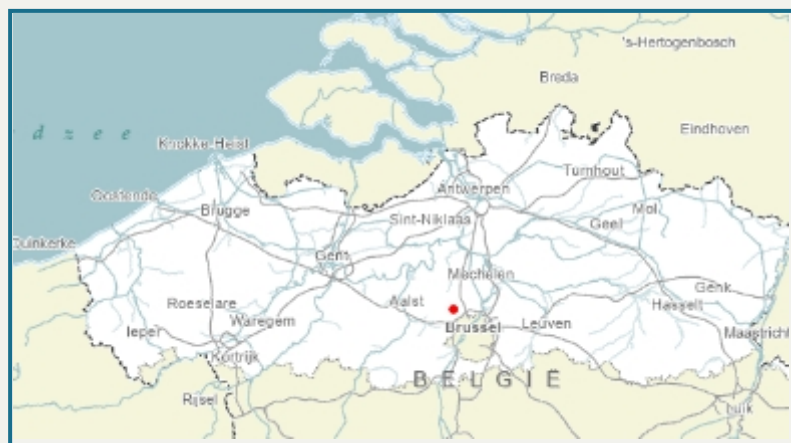 's-Hertogenbosch
Breda
d z e e
Eindhoven
Knokke-Heist
Turnhout
Antwerpen
Oostende
Mol
Brugge
Sint-Niklaas
Geel
Duinkerke
Gent
Mechelen
Genk
Roeselare
Aalst
Hasselt
Waregem
Brussel
Leuven
Ieper
Maastricht
Kortrijk
BELGIË
Rijsel
Luik